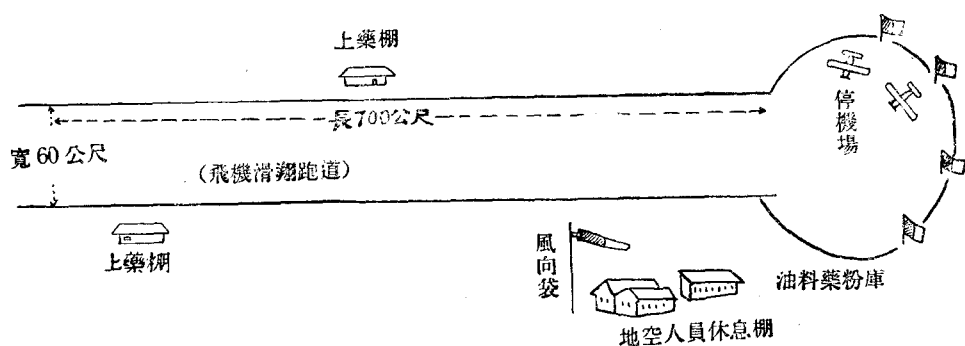 上藥棚
停機場
長700公尺
寬60公尺
(飛機滑翔跑道)
上藥棚
風向袋
油料藥粉庫
地空人員休息棚